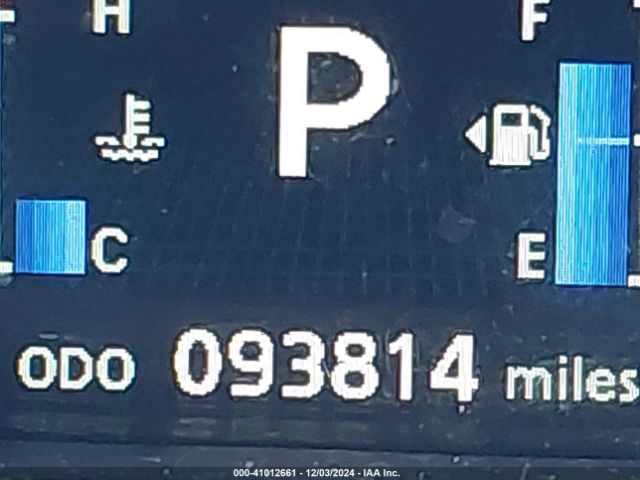 H P F
C E
ODO 093814 miles
000-41012661 - 12/03/2024 - IAA Inc.